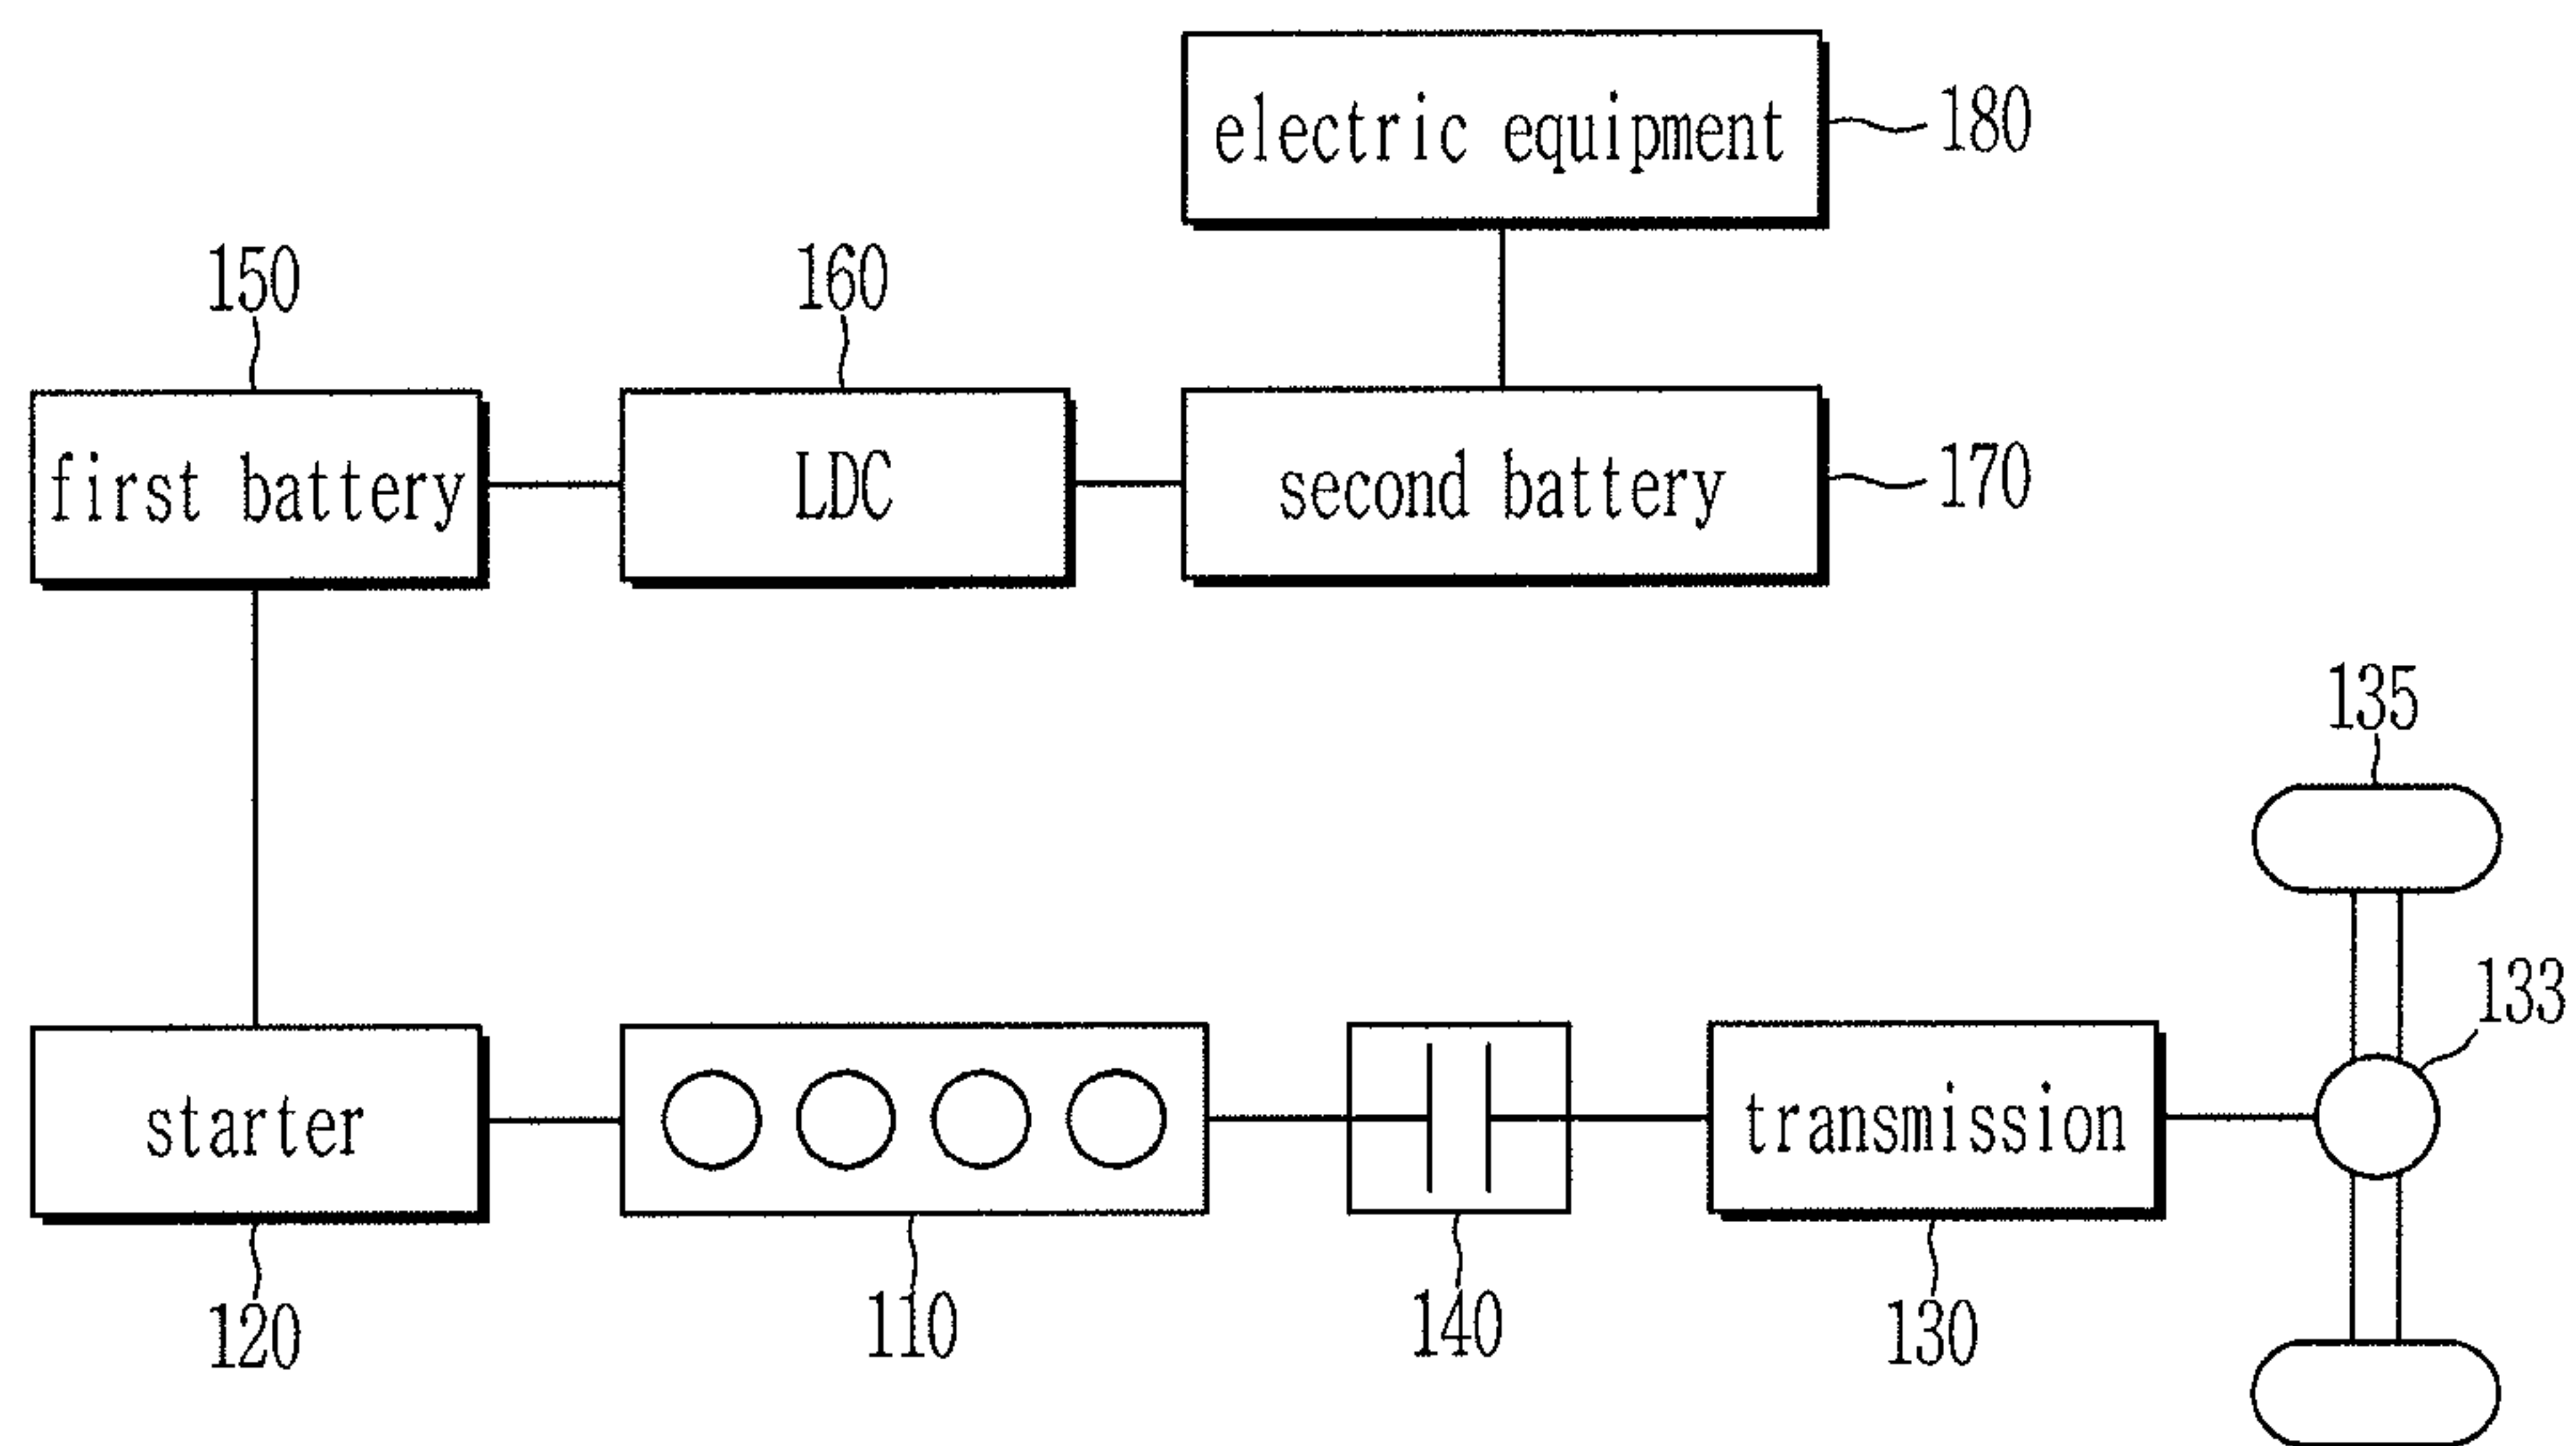 electric equipment
180
150
160
first battery
LDC
second battery
170
135
133
starter
transmission
120
110
140
130